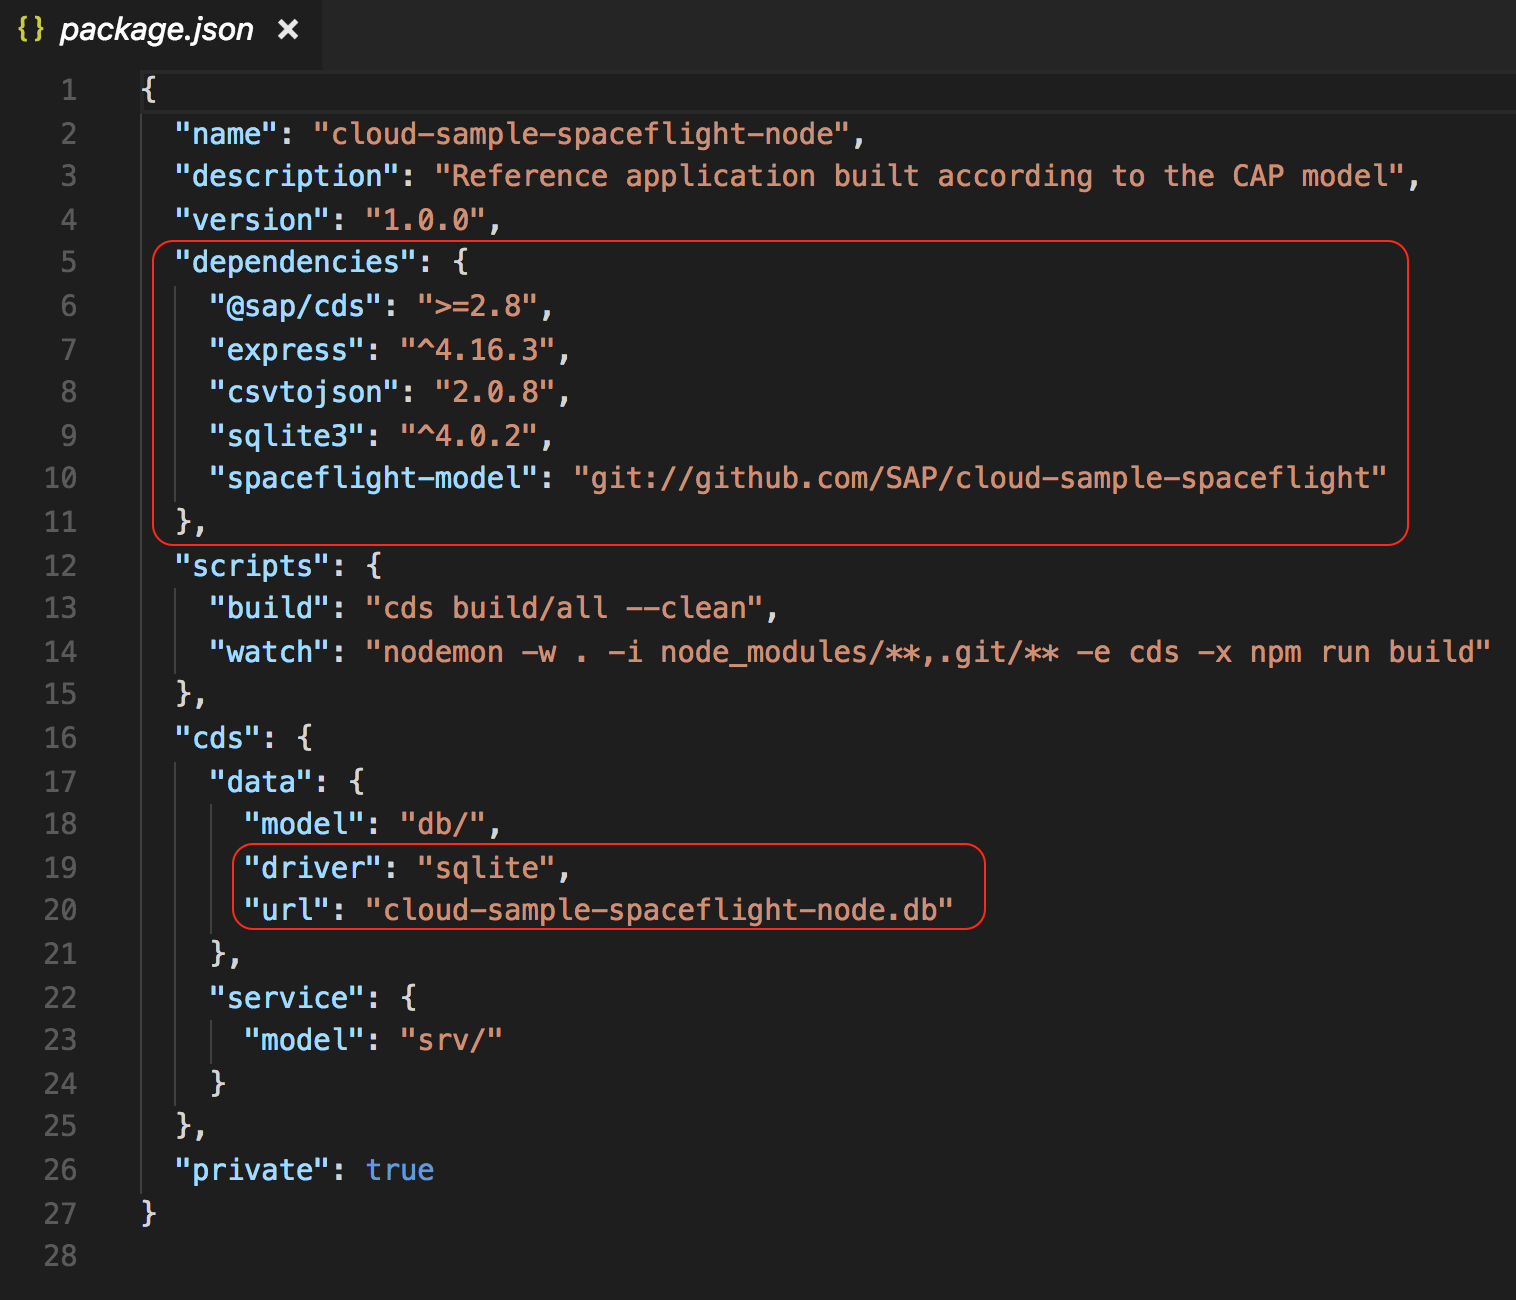 {} package.json ×
1 {
2 "name": "cloud-sample-spaceflight-node",
3 "description": "Reference application built according to the CAP model",
4 "version": "1.0.0",
5 "dependencies": {
6 "@sap/cds": ">=2.8",
7 "express": "^4.16.3",
8 "csvtojson": "2.0.8",
9 "sqlite3": "^4.0.2",
10 "spaceflight-model": "git://github.com/SAP/cloud-sample-spaceflight"
11 },
12 "scripts": {
13 "build": "cds build/all --clean",
14 "watch": "nodemon -w . -i node_modules/**,.git/** -e cds -x npm run build"
15 },
16 "cds": {
17 "data": {
18 "model": "db/",
19 "driver": "sqlite",
20 "url": "cloud-sample-spaceflight-node.db"
21 },
22 "service": {
23 "model": "srv/"
24 }
25 },
26 "private": true
27 }
28